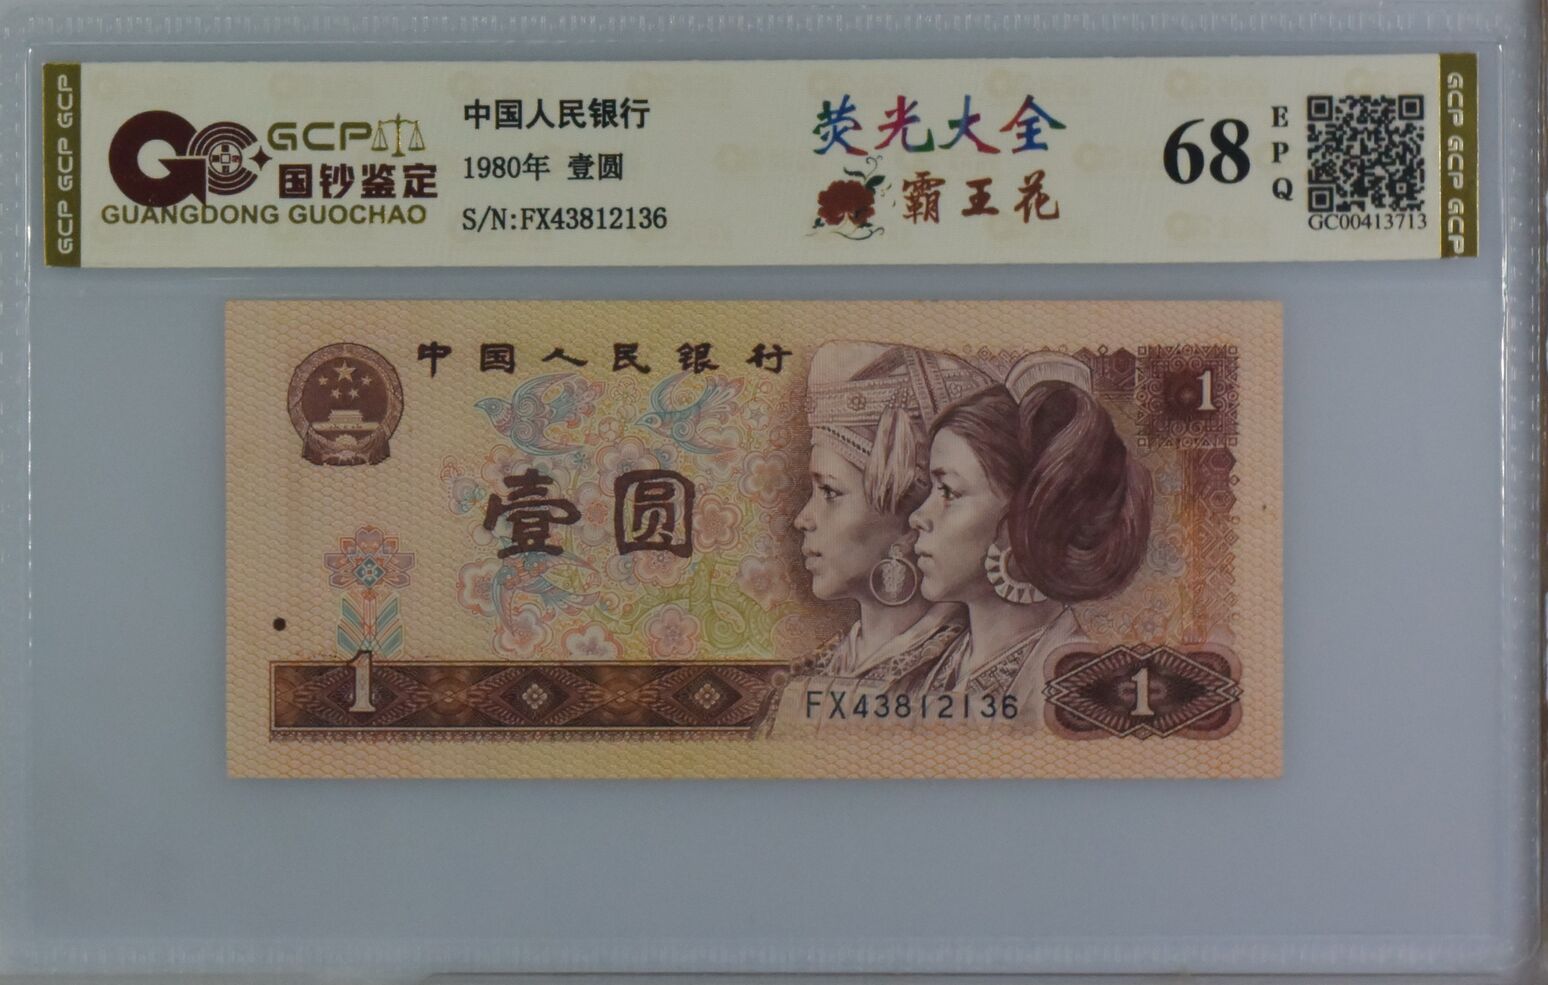 GCP GCP GCP
GCP
国钞鉴定
GUANGDONG GUOCHAO
中国人民银行
1980年 壹圆
S/N:FX43812136
荧光大全
霸王花
68
E
P
Q
GC00413713
GCP GCP GCP
中国人民银行
1
壹圆
1
FX43812136
1